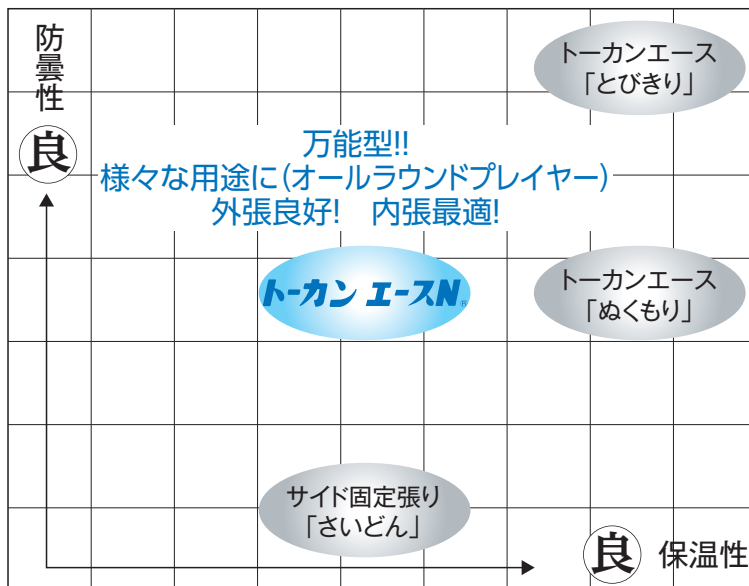 防曇性
良
トーカンエース
「とびきり」
万能型!!
様々な用途に(オールラウンドプレイヤー)
外張良好! 内張最適!
トーカン エースN®
トーカンエース
「ぬくもり」
サイド固定張り
「さいどん」
良 保温性